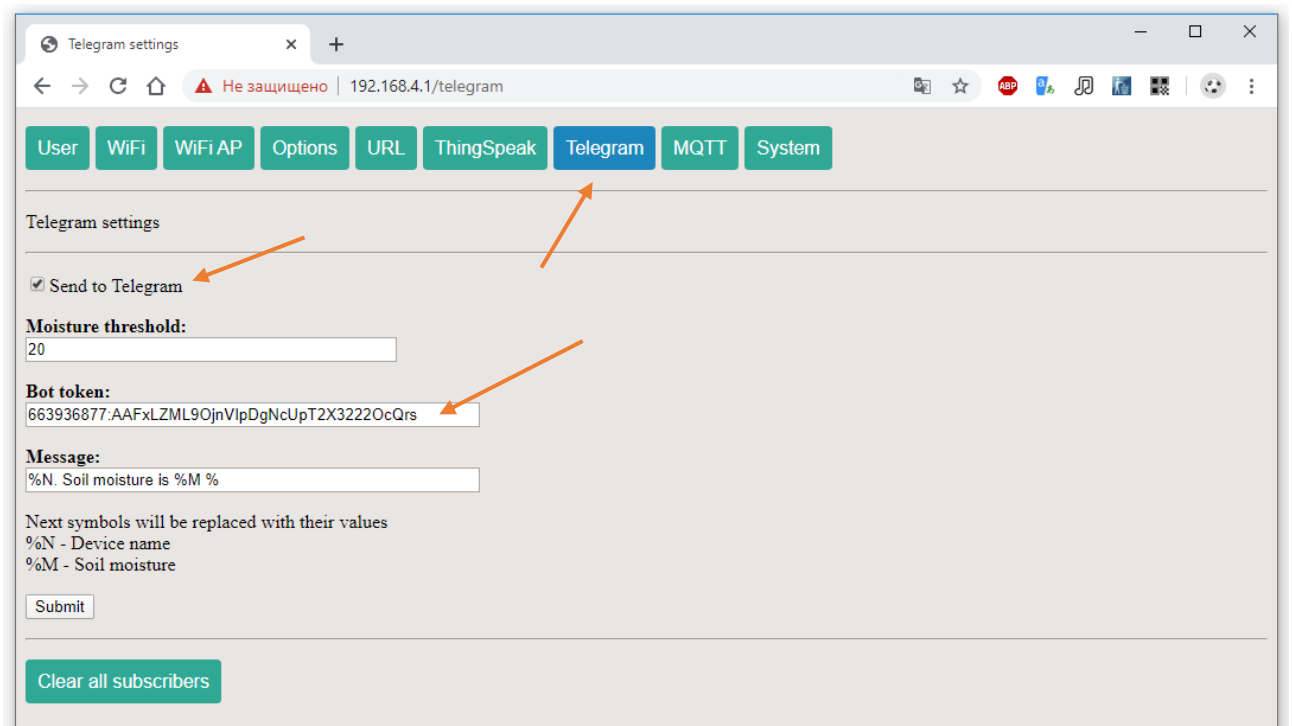 Telegram settings
Не защищено | 192.168.4.1/telegram
ABP
User WiFi WiFi AP Options URL ThingSpeak Telegram MQTT System
Telegram settings
Send to Telegram
Moisture threshold:
20
Bot token:
663936877:AAFxLZML9OjnVIpDgNcUpT2X3222OcQrs
Message:
%N. Soil moisture is %M %
Next symbols will be replaced with their values
%N - Device name
%M - Soil moisture
Submit
Clear all subscribers